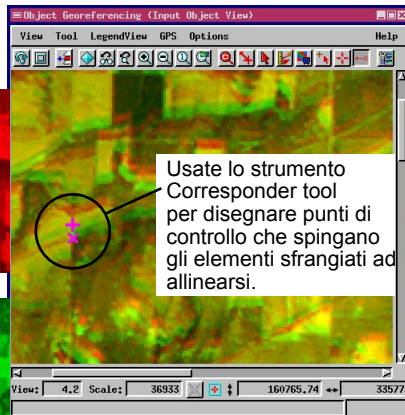 Object Georeferencing (Input Object View)
View Tool LegendView GPS Options Help
Usate lo strumento
Corresponder tool
per disegnare punti di
controllo che spingano
gli elementi sfrangiati ad
allinearsi.
View: 4.2 Scale: 36933 160765.74 33577